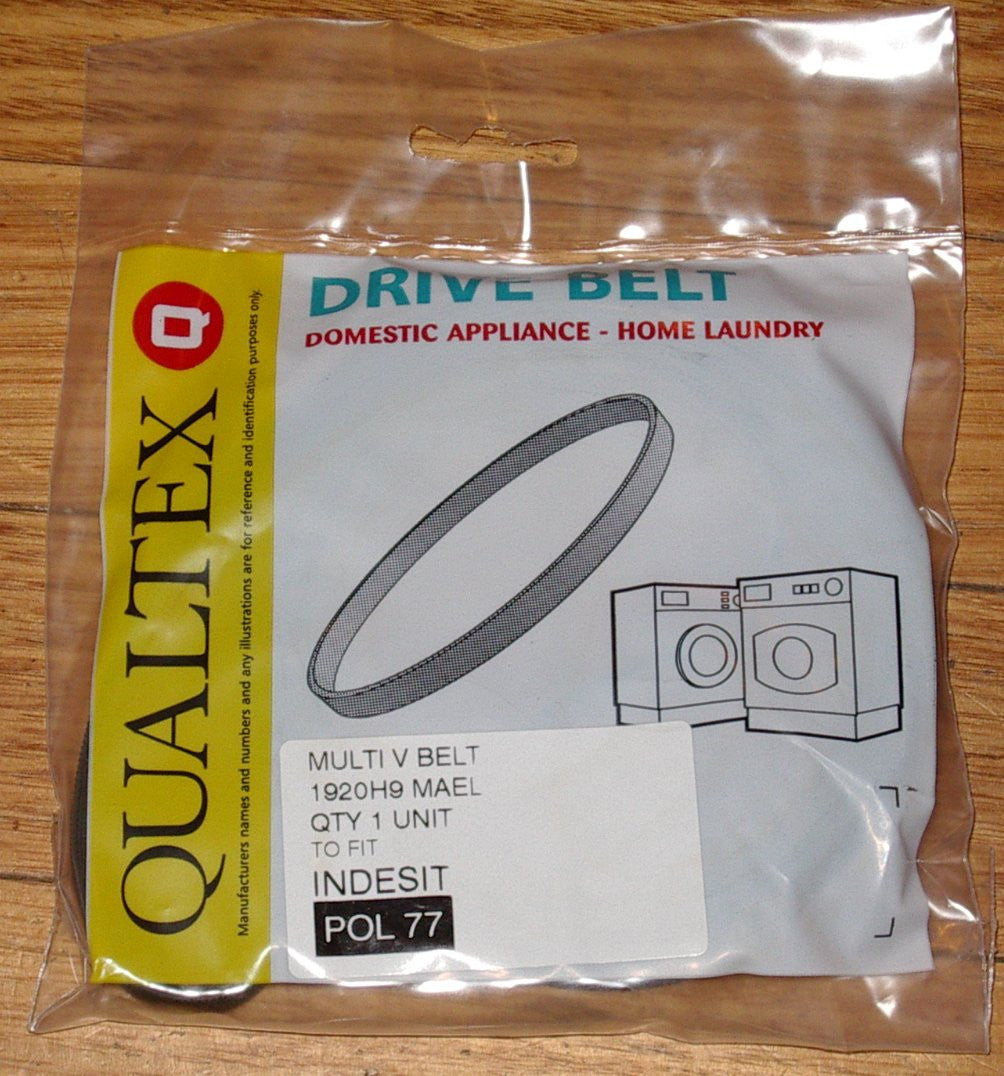 DRIVE BELT
DOMESTIC APPLIANCE - HOME LAUNDRY
Q
QUALTEX
Manufacturers names and numbers and any illustrations are for reference and identification purposes only.
MULTI V BELT
1920H9 MAEL
QTY 1 UNIT
TO FIT
INDESIT
POL 77